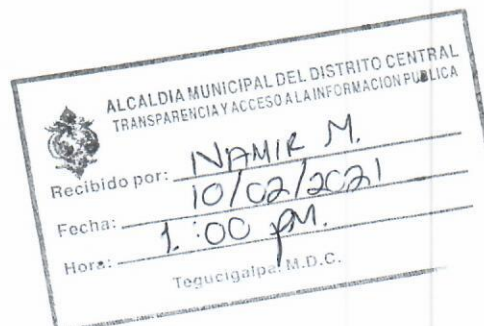 ALCALDIA MUNICIPAL DEL DISTRITO CENTRAL
TRANSPARENCIA Y ACCESO A LA INFORMACION PUBLICA
Recibido por: NAMIR M.
Fecha: 10/02/2021
Hora: 1:00 PM.
Tegucigalpa. M.D.C.